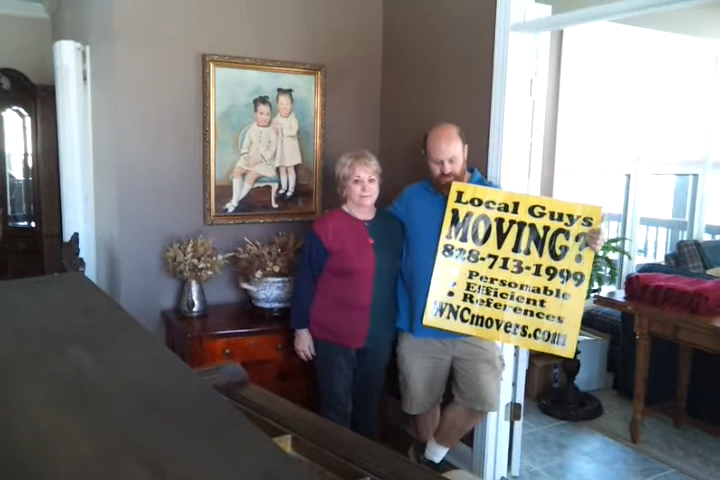 Local Guys
MOVING?
828-713-1999
Personable
Efficient
References
WNCmovers.com